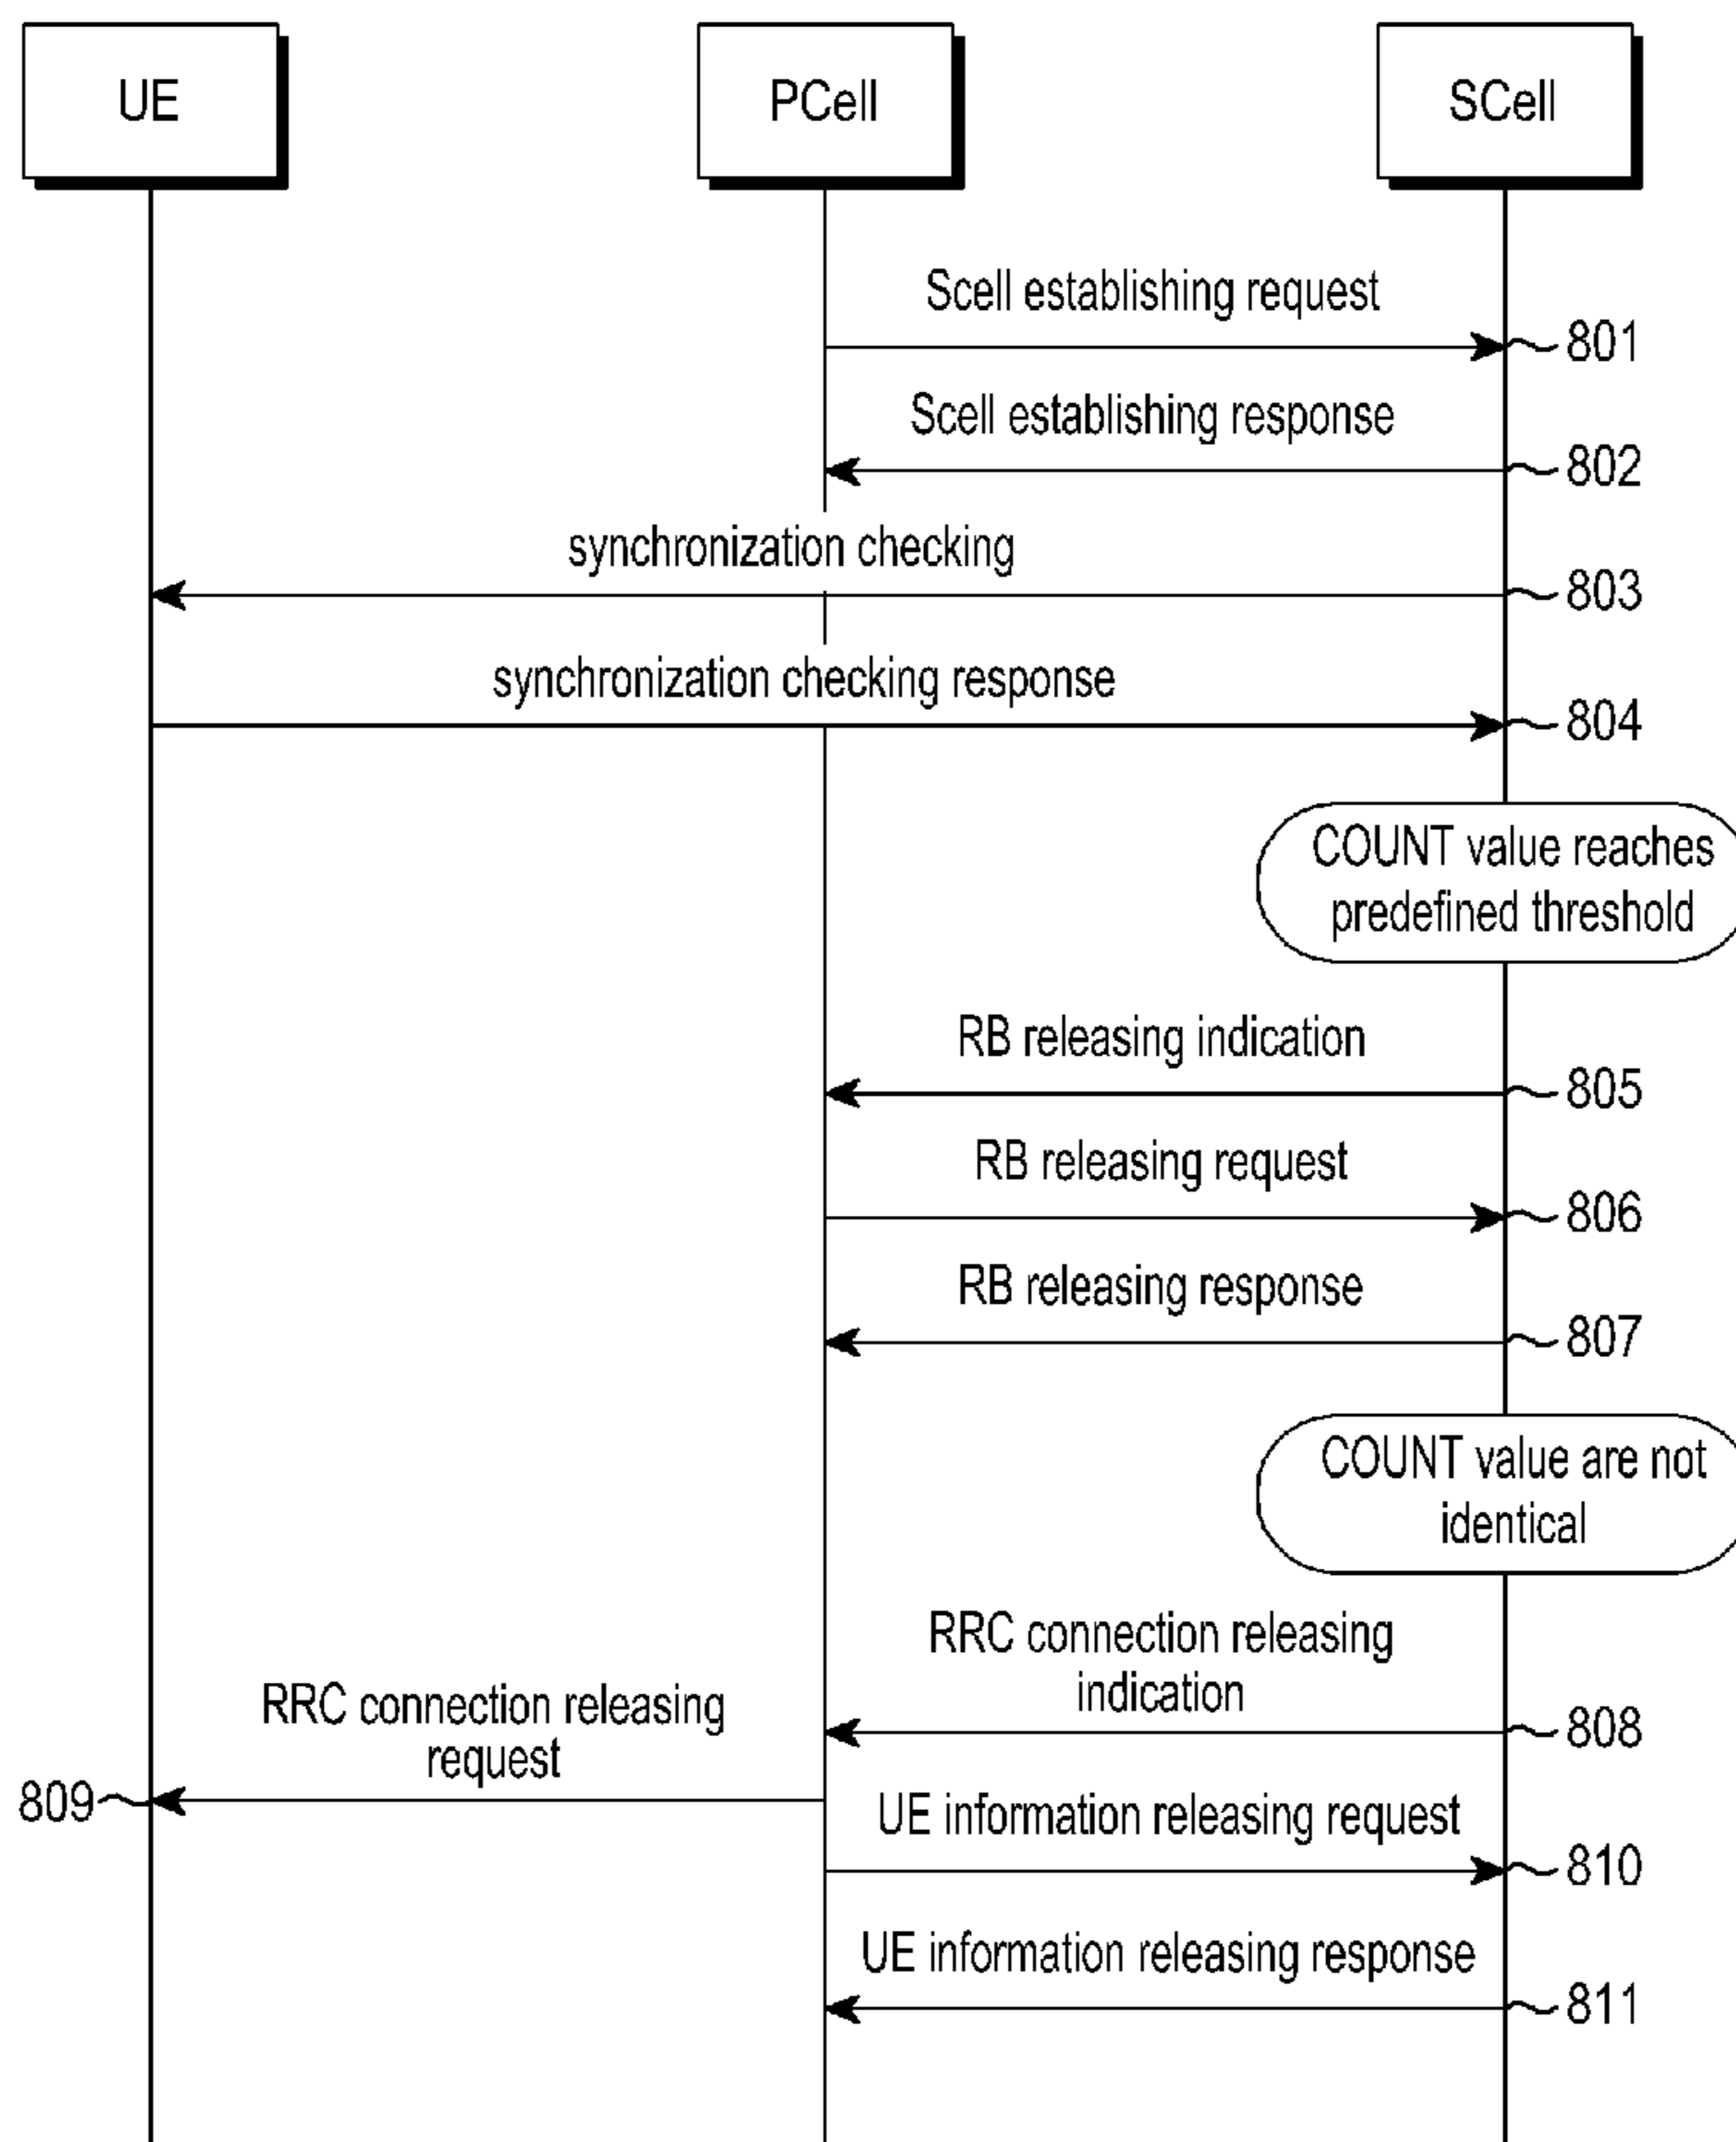 UE
PCell
SCell
Scell establishing request
801
Scell establishing response
802
synchronization checking
803
synchronization checking response
804
COUNT value reaches
predefined threshold
RB releasing indication
805
RB releasing request
806
RB releasing response
807
COUNT value are not
identical
RRC connection releasing
indication
808
RRC connection releasing
request
809
UE information releasing request
810
UE information releasing response
811